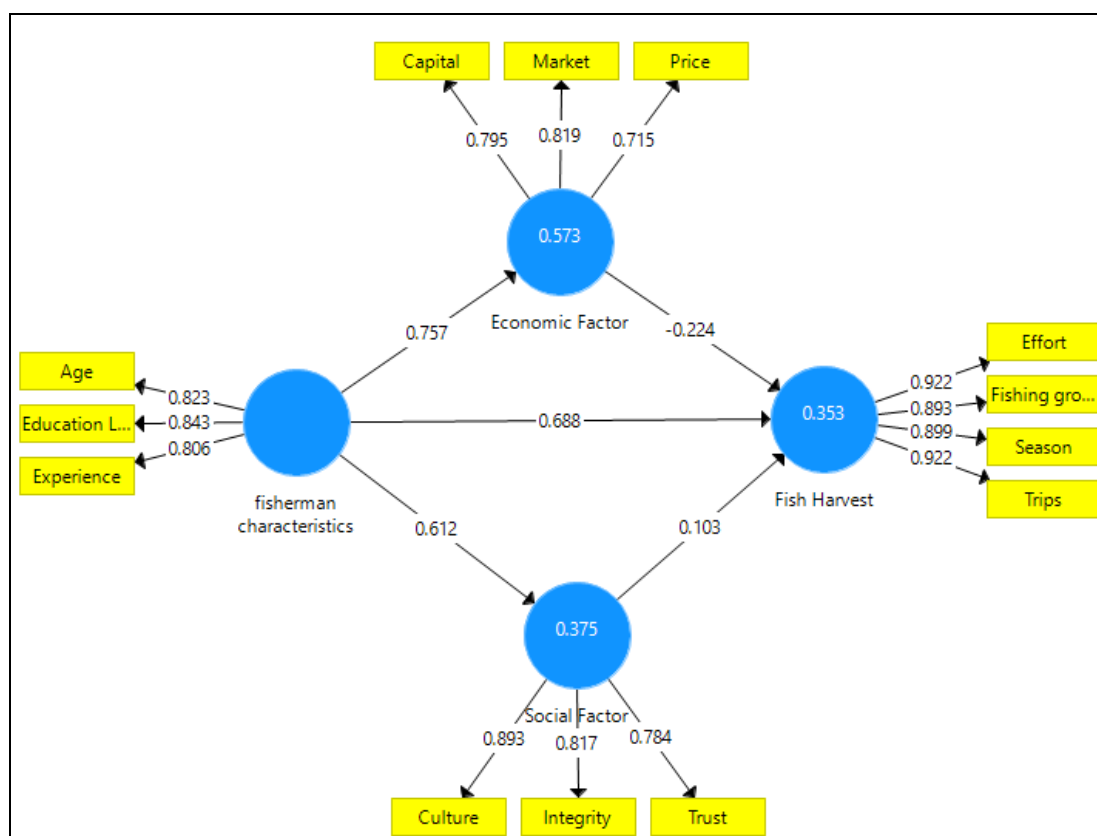 Capital
Market
Price
0.795
0.819
0.715
0.573
Economic Factor
0.757
-0.224
Age
Education L...
Experience
0.823
0.843
0.806
fisherman
characteristics
0.688
0.353
Fish Harvest
0.922
0.893
0.899
0.922
Effort
Fishing gro...
Season
Trips
0.612
0.103
0.375
Social Factor
0.893
0.817
0.784
Culture
Integrity
Trust